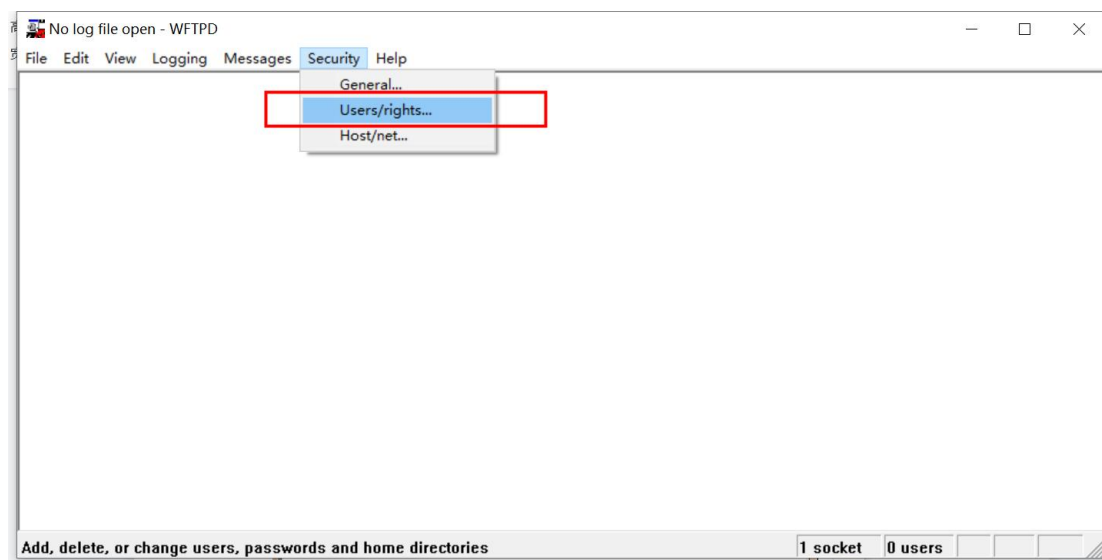 No log file open - WFTPD
File Edit View Logging Messages Security Help
General...
Users/rights...
Host/net...
Add, delete, or change users, passwords and home directories 1 socket 0 users